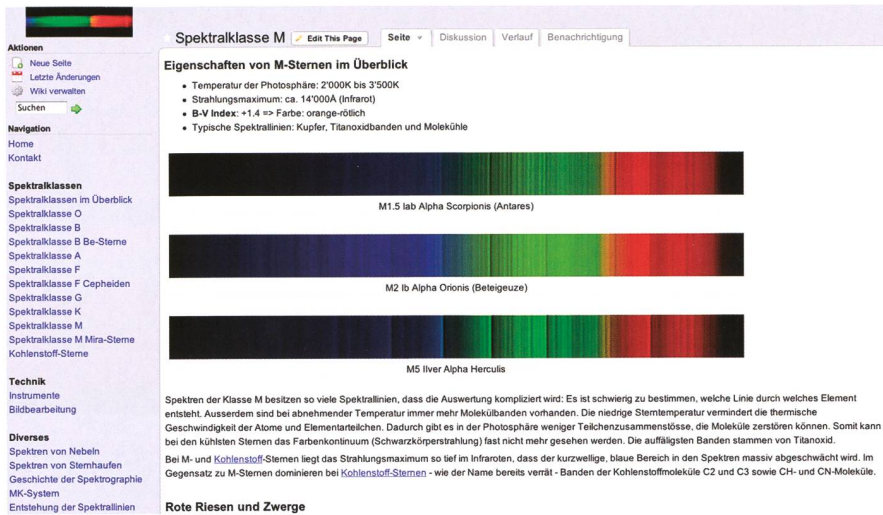 Aktionen
Neue Seite
Letzte Änderungen
Wiki verwalten
Suchen
Navigation
Home
Kontakt
Spektralklassen
Spektralklassen im Überblick
Spektralklasse O
Spektralklasse B
Spektralklasse B Be-Sterne
Spektralklasse A
Spektralklasse F
Spektralklasse F Cepheiden
Spektralklasse G
Spektralklasse K
Spektralklasse M
Spektralklasse M Mira-Sterne
Kohlenstoff-Sterne
Technik
Instrumente
Bildbearbeitung
Diverses
Spektren von Nebeln
Spektren von Sternhaufen
Geschichte der Spektrographie
MK-System
Entstehung der Spektrallinien
Spektralklasse M Edit This Page Seite Diskussion Verlauf Benachrichtigung
Eigenschaften von M-Sternen im Überblick
• Temperatur der Photosphäre: 2'000K bis 3'500K
• Strahlungsmaximum: ca. 14'000Å (Infrarot)
• B-V Index: +1.4 => Farbe: orange-rötlich
• Typische Spektrallinien: Kupfer, Titanoxidbanden und Molekühle
M1.5 Iab Alpha Scorpionis (Antares)
M2 Ib Alpha Orionis (Beteigeuze)
M5 IIver Alpha Herculis
Spektren der Klasse M besitzen so viele Spektrallinien, dass die Auswertung kompliziert wird: Es ist schwierig zu bestimmen, welche Linie durch welches Element
entsteht. Ausserdem sind bei abnehmender Temperatur immer mehr Molekülbanden vorhanden. Die niedrige Sterntemperatur vermindert die thermische
Geschwindigkeit der Atome und Elementarteilchen. Dadurch gibt es in der Photosphäre weniger Teilchenzusammenstösse, die Moleküle zerstören können. Somit kann
bei den kühlsten Sternen das Farbenkontinuum (Schwarzkörperstrahlung) fast nicht mehr gesehen werden. Die auffäligsten Banden stammen von Titanoxid.
Bei M- und Kohlenstoff-Sternen liegt das Strahlungsmaximum so tief im Infraroten, dass der kurzwellige, blaue Bereich in den Spektren massiv abgeschwächt wird. Im
Gegensatz zu M-Sternen dominieren bei Kohlenstoff-Sternen - wie der Name bereits verrät - Banden der Kohlenstoffmoleküle C2 und C3 sowie CH- und CN-Moleküle.
Rote Riesen und Zwerge